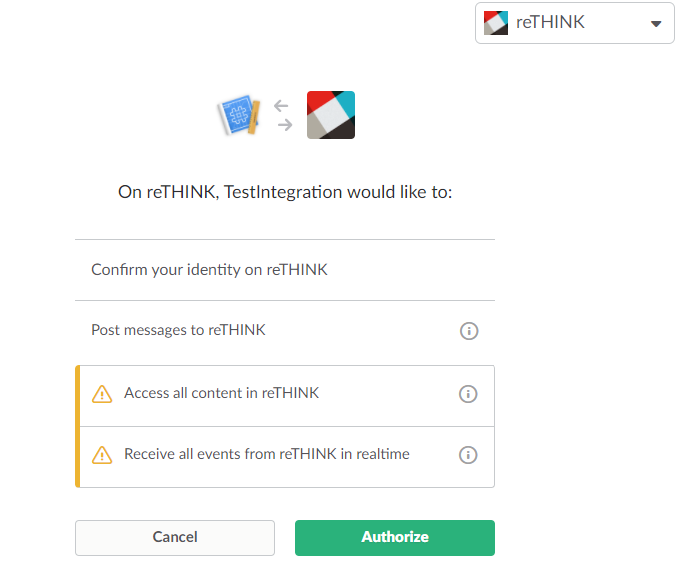 reTHINK
On reTHINK, TestIntegration would like to:
Confirm your identity on reTHINK
Post messages to reTHINK
Access all content in reTHINK
Receive all events from reTHINK in realtime
Cancel
Authorize